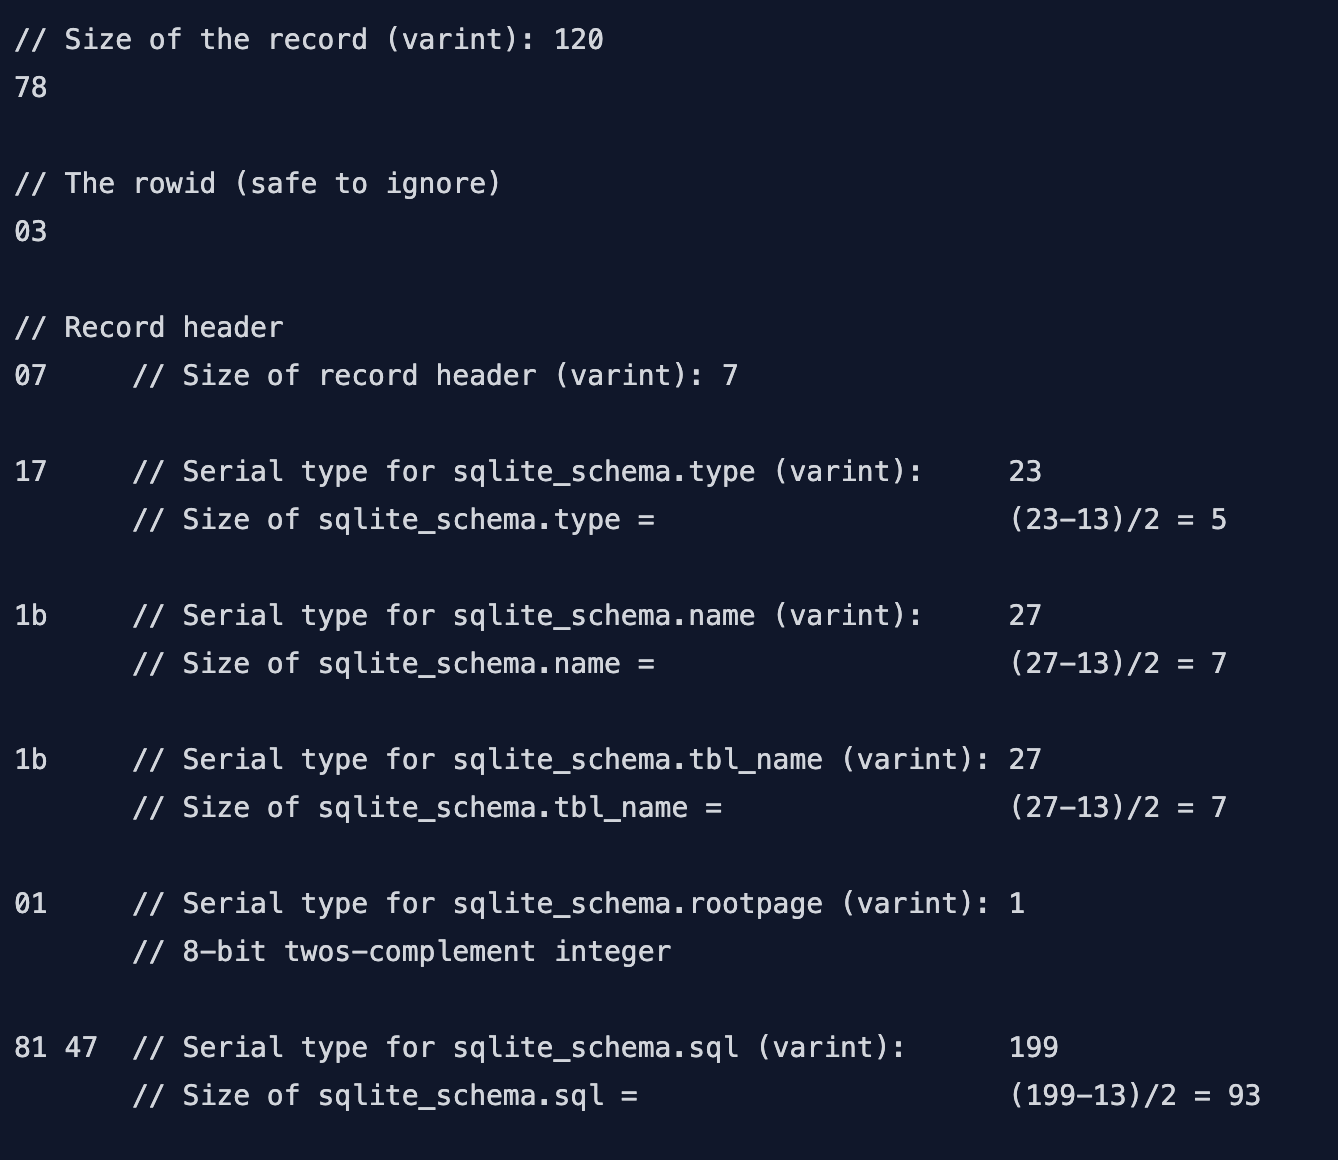 // Size of the record (varint): 120
78
// The rowid (safe to ignore)
03
// Record header
07     // Size of record header (varint): 7
17     // Serial type for sqlite_schema.type (varint):     23
       // Size of sqlite_schema.type =                     (23-13)/2 = 5
1b     // Serial type for sqlite_schema.name (varint):     27
       // Size of sqlite_schema.name =                     (27-13)/2 = 7
1b     // Serial type for sqlite_schema.tbl_name (varint): 27
       // Size of sqlite_schema.tbl_name =                 (27-13)/2 = 7
01     // Serial type for sqlite_schema.rootpage (varint): 1
       // 8-bit twos-complement integer
81 47  // Serial type for sqlite_schema.sql (varint):      199
       // Size of sqlite_schema.sql =                      (199-13)/2 = 93